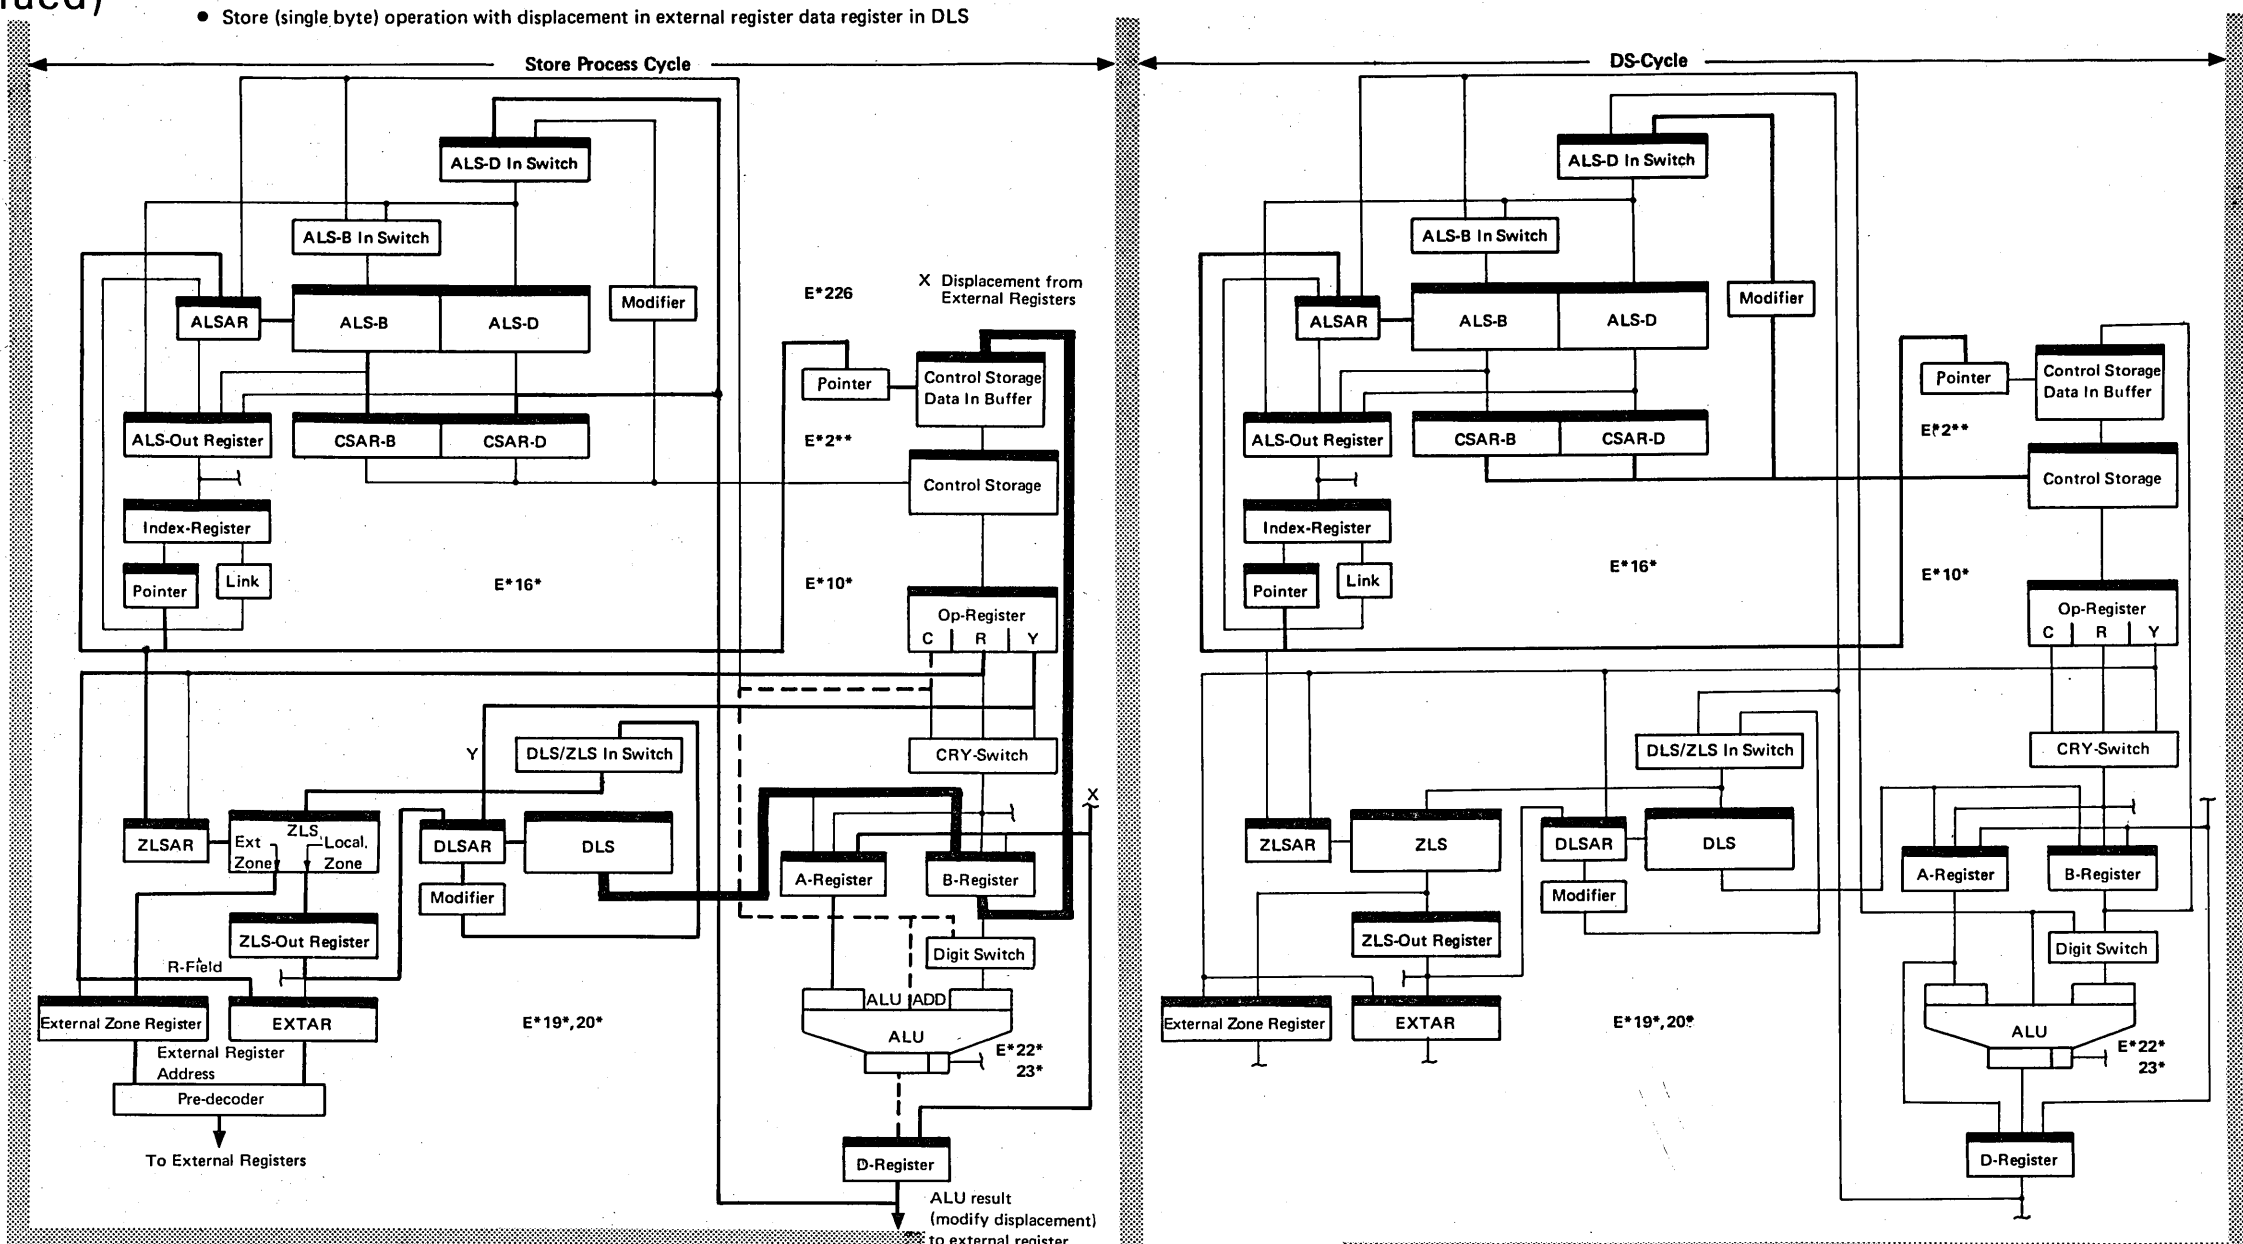 • Store (single byte) operation with displacement in external register data register in DLS
Store Process Cycle
ALS-D In Switch
ALS-B In Switch
X Displacement from
External Registers
E*226
Modifier
ALSAR
ALS-B
ALS-D
Pointer
Control Storage
Data In Buffer
ALS-Out Register
CSAR-B
CSAR-D
E*2**
Control Storage
Index-Register
Pointer
Link
E*16*
E*10*
Op-Register
C R Y
Y
DLS/ZLS In Switch
CRY-Switch
X
ZLSAR
ZLS
Ext
Zone
Local.
Zone
DLSAR
DLS
A-Register
B-Register
Modifier
ZLS-Out Register
Digit Switch
R-Field
ALU ADD
External Zone Register
EXTAR
E*19*,20*
ALU
E*22*
23*
External Register
Address
Pre-decoder
To External Registers
D-Register
ALU result
(modify displacement)
to external register
DS-Cycle
ALS-D In Switch
ALS-B In Switch
Modifier
ALSAR
ALS-B
ALS-D
Pointer
Control Storage
Data In Buffer
ALS-Out Register
CSAR-B
CSAR-D
E*2**
Control Storage
Index-Register
Pointer
Link
E*16*
E*10*
Op-Register
C R Y
DLS/ZLS In Switch
CRY-Switch
ZLSAR
ZLS
DLSAR
DLS
A-Register
B-Register
Modifier
ZLS-Out Register
Digit Switch
External Zone Register
EXTAR
E*19*,20*
ALU
E*22*
23*
D-Register